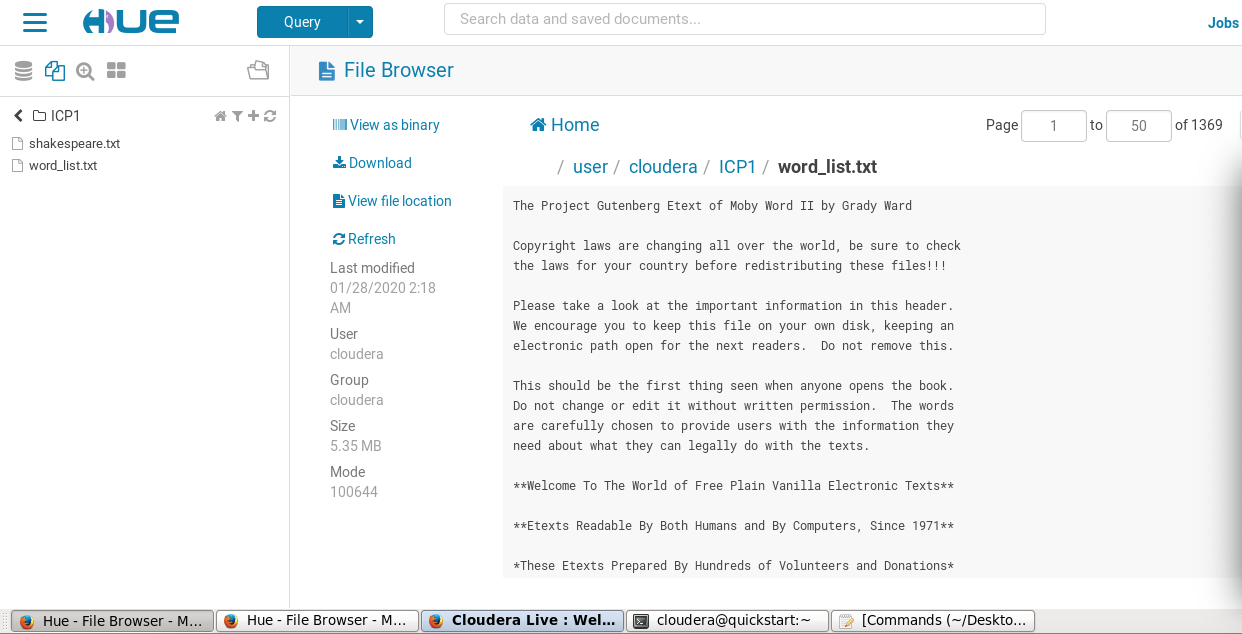 HUE
Query
Search data and saved documents...
Jobs
ICP1
shakespeare.txt
word_list.txt
File Browser
View as binary
Download
View file location
Refresh
Last modified
01/28/2020 2:18
AM
User
cloudera
Group
cloudera
Size
5.35 MB
Mode
100644
Home
Page 1 to 50 of 1369
/ user / cloudera / ICP1 / word_list.txt
The Project Gutenberg Etext of Moby Word II by Grady Ward
Copyright laws are changing all over the world, be sure to check
the laws for your country before redistributing these files!!!
Please take a look at the important information in this header.
We encourage you to keep this file on your own disk, keeping an
electronic path open for the next readers.  Do not remove this.
This should be the first thing seen when anyone opens the book.
Do not change or edit it without written permission.  The words
are carefully chosen to provide users with the information they
need about what they can legally do with the texts.
**Welcome To The World of Free Plain Vanilla Electronic Texts**
**Etexts Readable By Both Humans and By Computers, Since 1971**
*These Etexts Prepared By Hundreds of Volunteers and Donations*
Hue - File Browser - M...
Hue - File Browser - M...
Cloudera Live : Wel...
cloudera@quickstart:~
[Commands (~/Deskto...